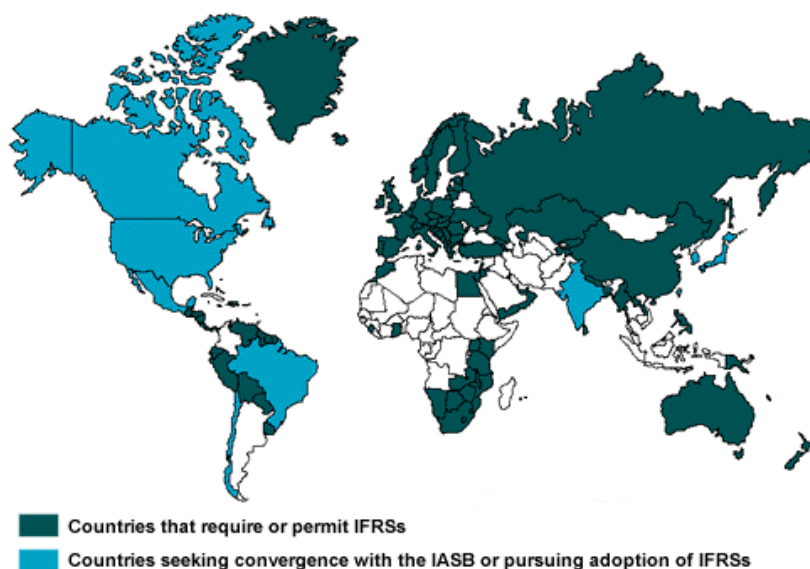 Countries that require or permit IFRSs
Countries seeking convergence with the IASB or pursuing adoption of IFRSs